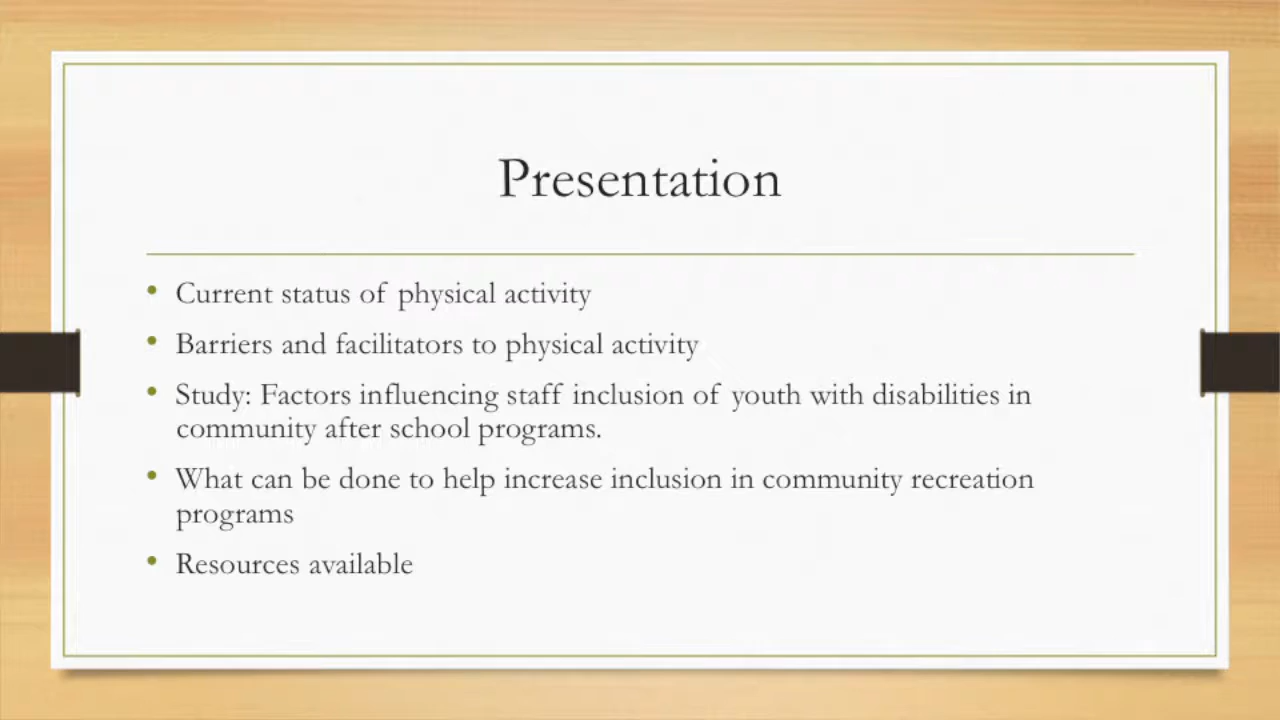 Presentation
• Current status of physical activity
• Barriers and facilitators to physical activity
• Study: Factors influencing staff inclusion of youth with disabilities in
community after school programs.
• What can be done to help increase inclusion in community recreation
programs
• Resources available